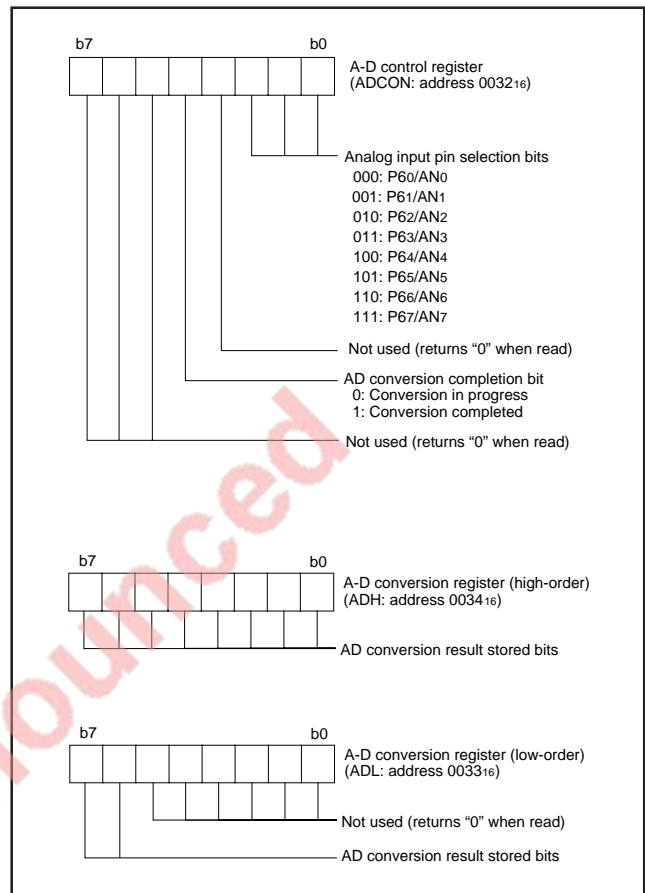 b7 b0
A-D control register
(ADCON: address 003216)
Analog input pin selection bits
000: P60/AN0
001: P61/AN1
010: P62/AN2
011: P63/AN3
100: P64/AN4
101: P65/AN5
110: P66/AN6
111: P67/AN7
Not used (returns “0” when read)
AD conversion completion bit
0: Conversion in progress
1: Conversion completed
Not used (returns “0” when read)
b7 b0
A-D conversion register (high-order)
(ADH: address 003416)
AD conversion result stored bits
b7 b0
A-D conversion register (low-order)
(ADL: address 003316)
Not used (returns “0” when read)
AD conversion result stored bits